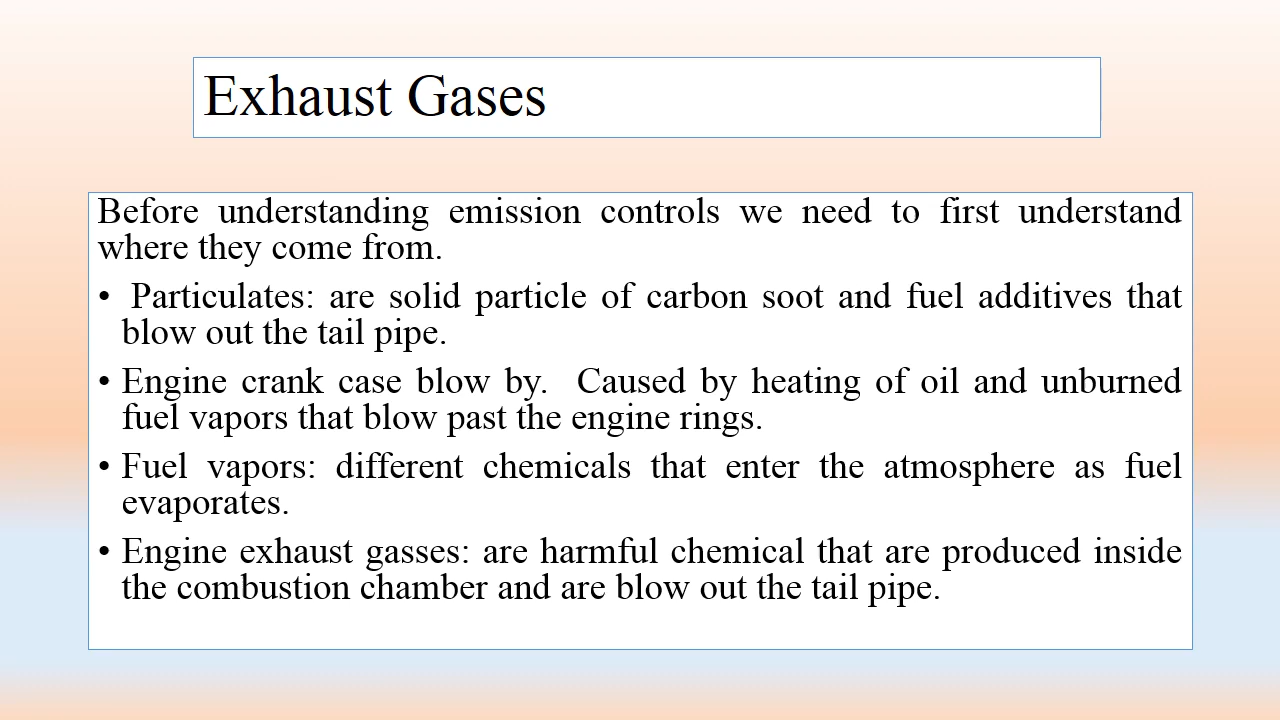 Exhaust Gases
Before understanding emission controls we need to first understand
where they come from.
• Particulates: are solid particle of carbon soot and fuel additives that
blow out the tail pipe.
• Engine crank case blow by.  Caused by heating of oil and unburned
fuel vapors that blow past the engine rings.
• Fuel vapors: different chemicals that enter the atmosphere as fuel
evaporates.
• Engine exhaust gasses: are harmful chemical that are produced inside
the combustion chamber and are blow out the tail pipe.